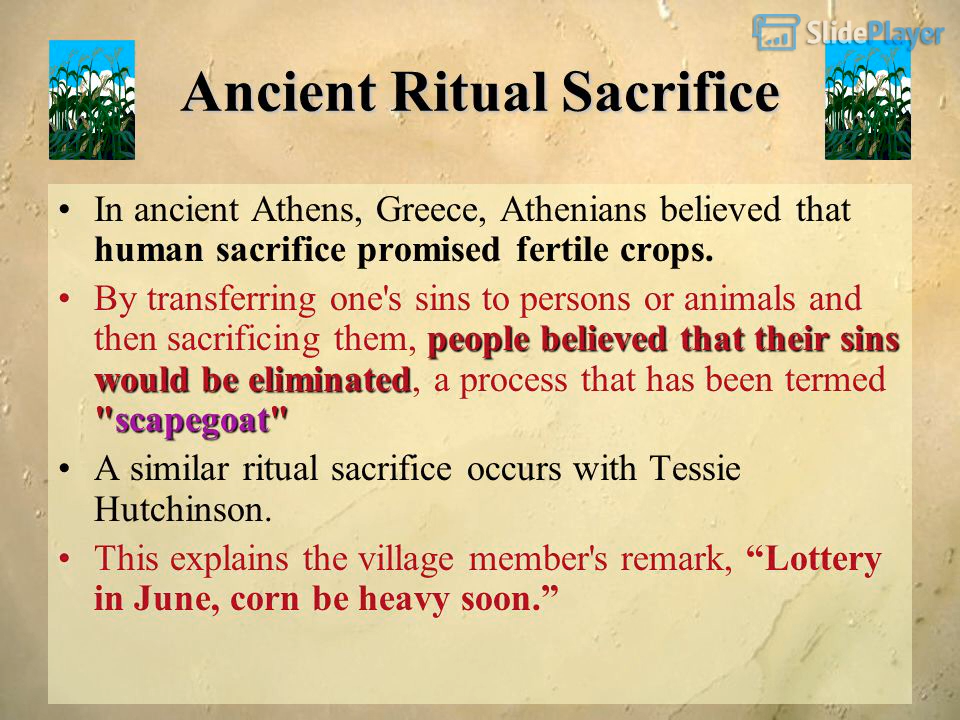 SlidePlayer
Ancient Ritual Sacrifice
• In ancient Athens, Greece, Athenians believed that
human sacrifice promised fertile crops.
• By transferring one's sins to persons or animals and
then sacrificing them, people believed that their sins
would be eliminated, a process that has been termed
"scapegoat"
• A similar ritual sacrifice occurs with Tessie
Hutchinson.
• This explains the village member's remark, “Lottery
in June, corn be heavy soon.”